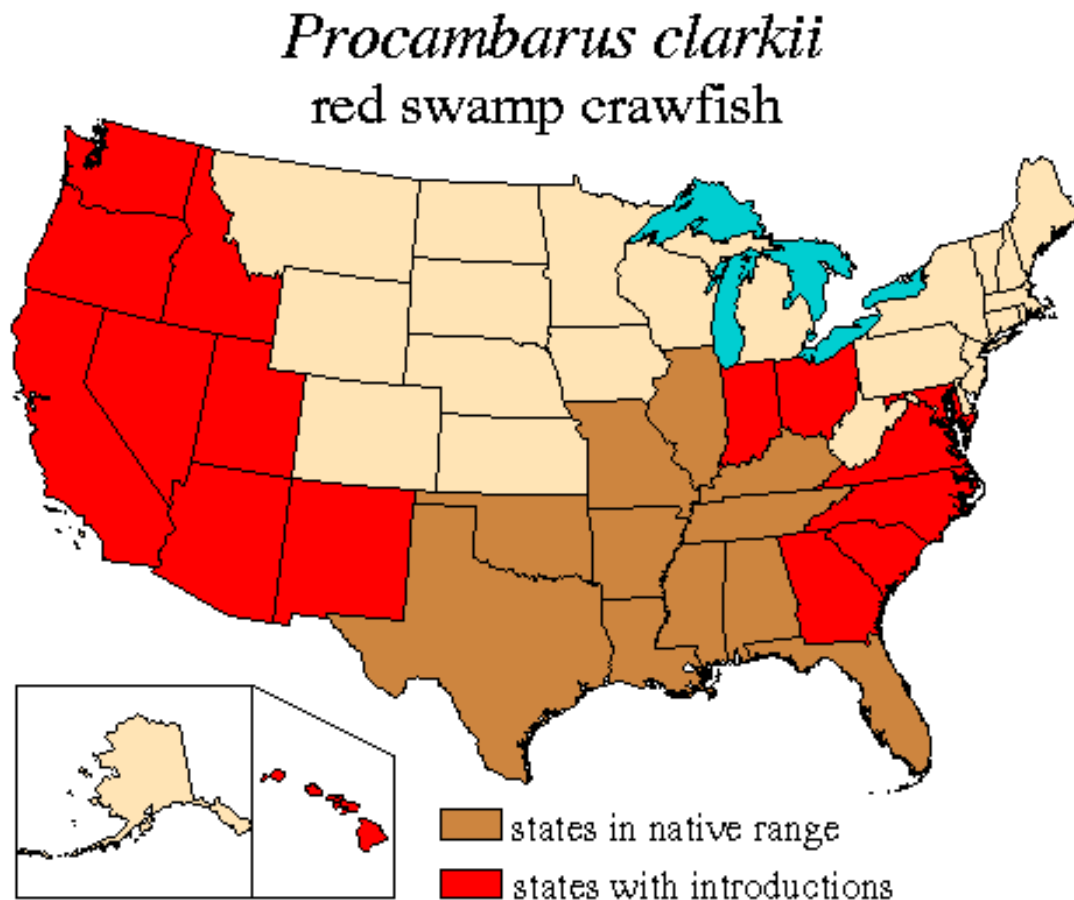 Procambarus clarkii
red swamp crawfish
states in native range
states with introductions